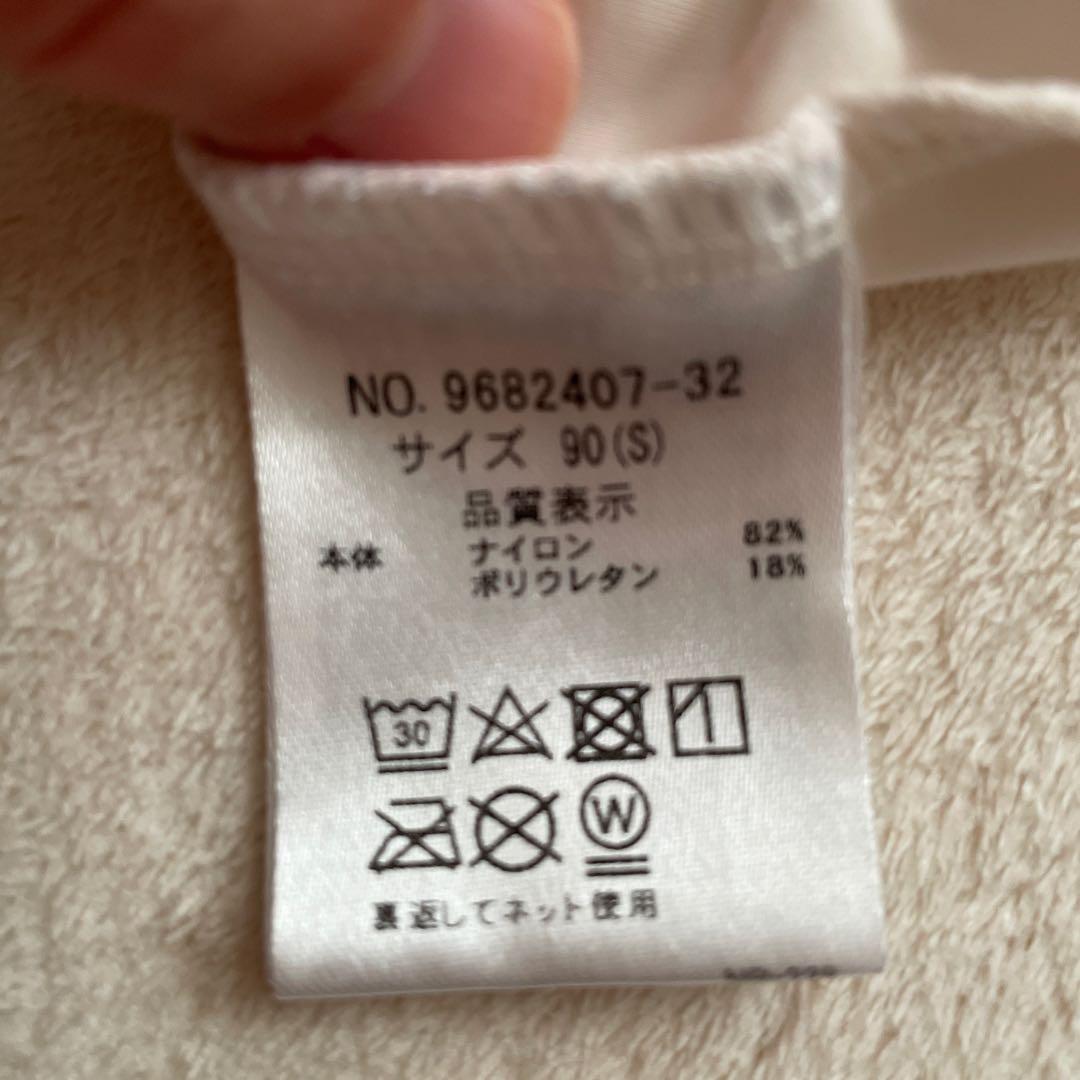 NO. 9682407-32
サイズ 90(S)
品質表示
本体 ナイロン 82%
ポリウレタン 18%
30
W
裏返してネット使用